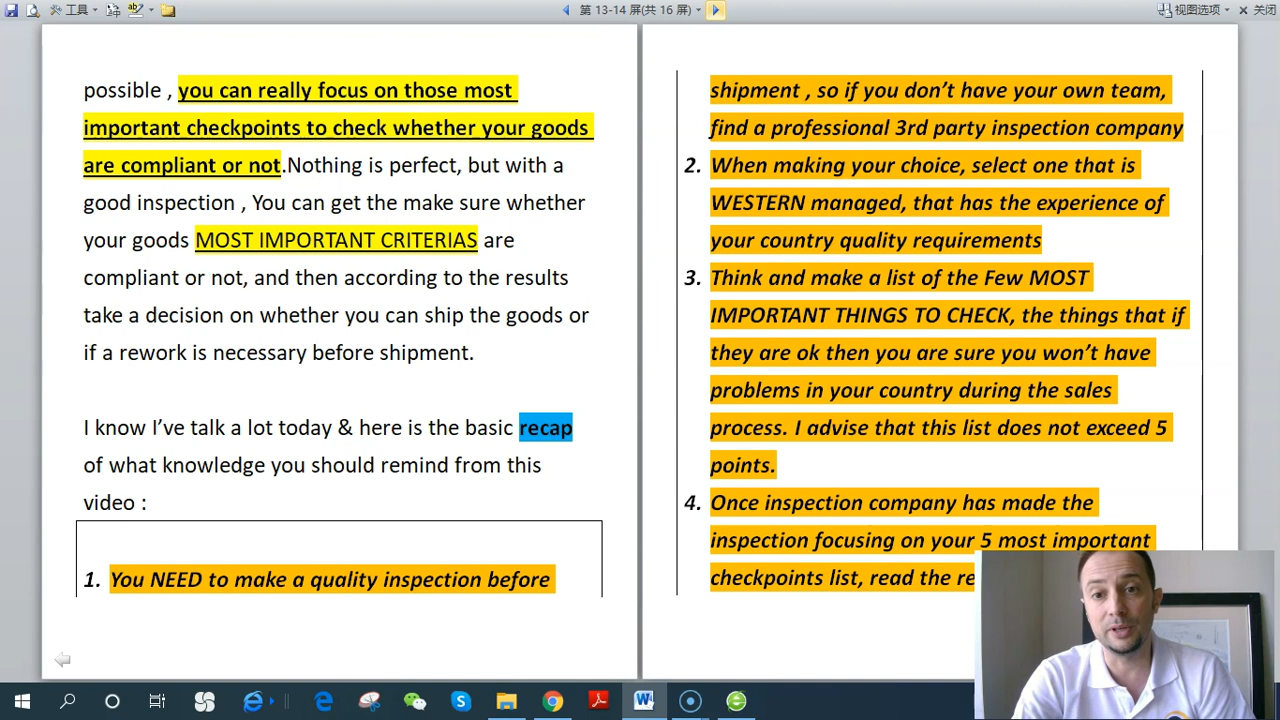 工具
第 13-14 屏(共 16 屏)
视图选项
关闭
possible , you can really focus on those most
important checkpoints to check whether your goods
are compliant or not.Nothing is perfect, but with a
good inspection , You can get the make sure whether
your goods MOST IMPORTANT CRITERIAS are
compliant or not, and then according to the results
take a decision on whether you can ship the goods or
if a rework is necessary before shipment.
I know I’ve talk a lot today & here is the basic recap
of what knowledge you should remind from this
video :
1. You NEED to make a quality inspection before
shipment , so if you don’t have your own team,
find a professional 3rd party inspection company
2. When making your choice, select one that is
WESTERN managed, that has the experience of
your country quality requirements
3. Think and make a list of the Few MOST
IMPORTANT THINGS TO CHECK, the things that if
they are ok then you are sure you won’t have
problems in your country during the sales
process. I advise that this list does not exceed 5
points.
4. Once inspection company has made the
inspection focusing on your 5 most important
checkpoints list, read the re